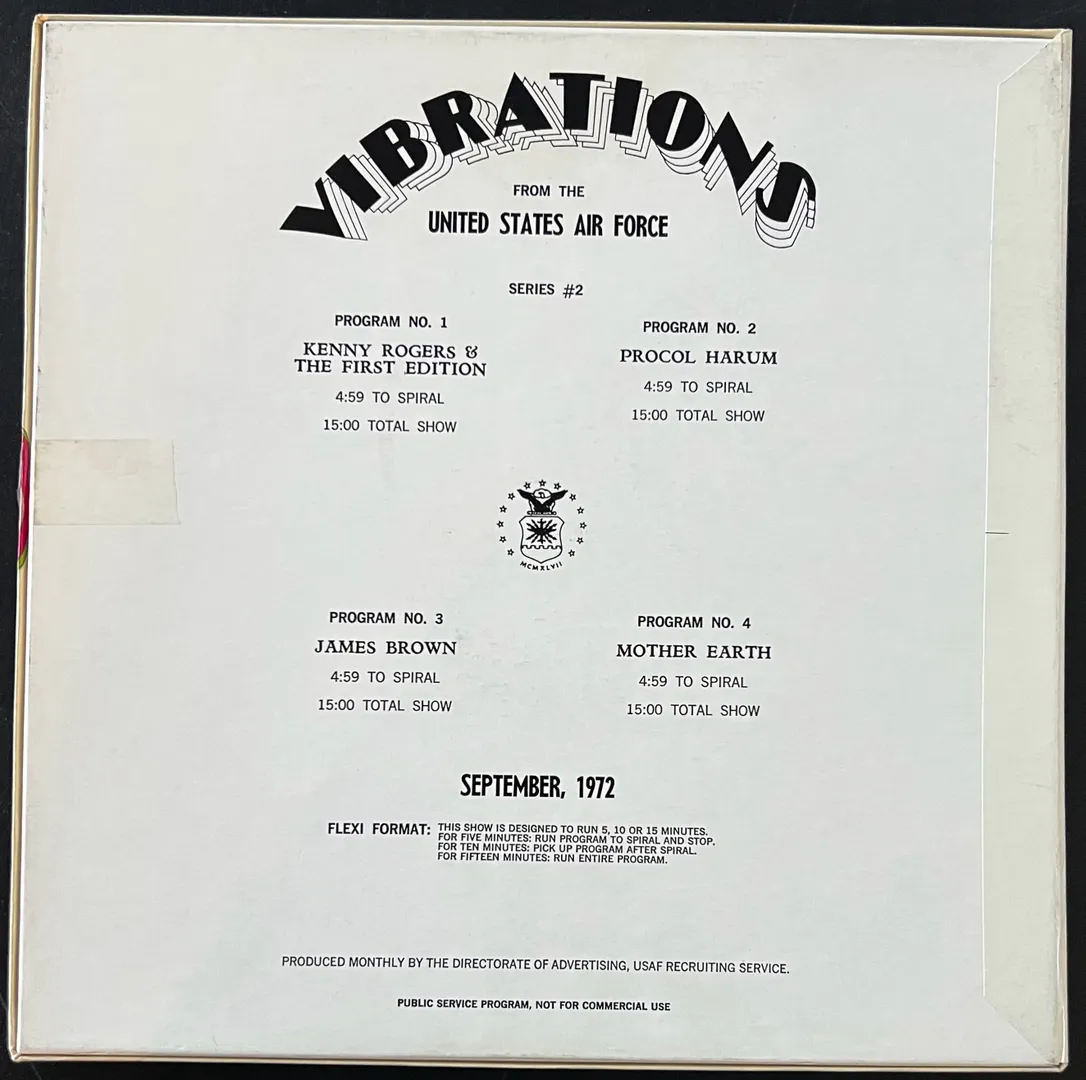 VIBRATIONS
FROM THE
UNITED STATES AIR FORCE
SERIES #2
PROGRAM NO. 1
KENNY ROGERS &
THE FIRST EDITION
4:59 TO SPIRAL
15:00 TOTAL SHOW
PROGRAM NO. 2
PROCOL HARUM
4:59 TO SPIRAL
15:00 TOTAL SHOW
MCMXLVII
PROGRAM NO. 3
JAMES BROWN
4:59 TO SPIRAL
15:00 TOTAL SHOW
PROGRAM NO. 4
MOTHER EARTH
4:59 TO SPIRAL
15:00 TOTAL SHOW
SEPTEMBER, 1972
FLEXI FORMAT: THIS SHOW IS DESIGNED TO RUN 5, 10 OR 15 MINUTES.
FOR FIVE MINUTES: RUN PROGRAM TO SPIRAL AND STOP.
FOR TEN MINUTES: PICK UP PROGRAM AFTER SPIRAL.
FOR FIFTEEN MINUTES: RUN ENTIRE PROGRAM.
PRODUCED MONTHLY BY THE DIRECTORATE OF ADVERTISING, USAF RECRUITING SERVICE.
PUBLIC SERVICE PROGRAM, NOT FOR COMMERCIAL USE